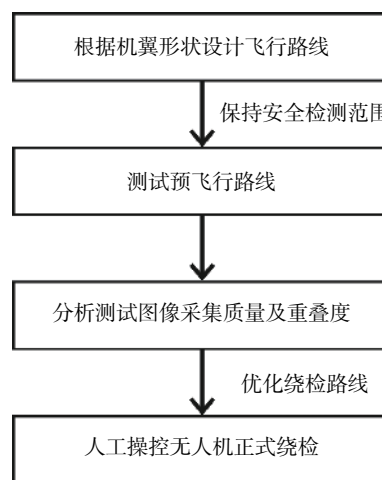 根据机翼形状设计飞行路线
保持安全检测范围
测试预飞行路线
分析测试图像采集质量及重叠度
优化绕检路线
人工操控无人机正式绕检